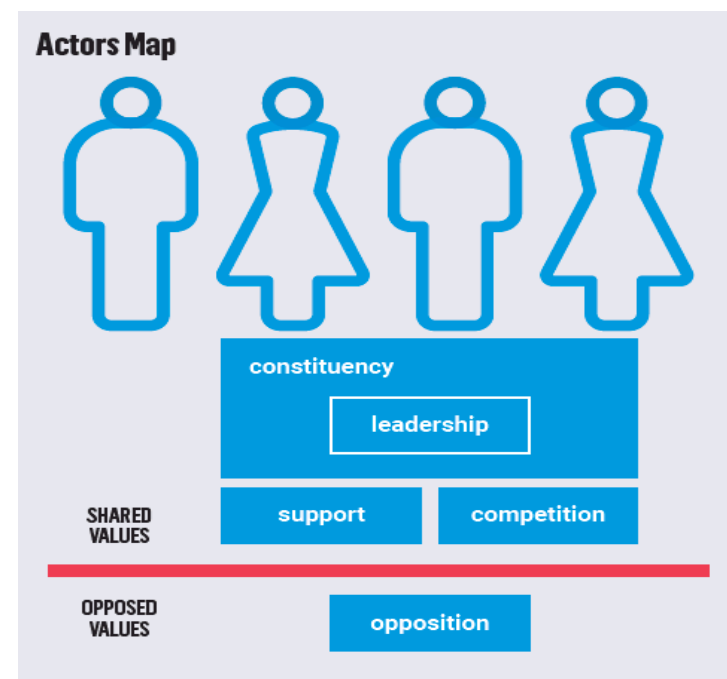 Actors Map
constituency
leadership
SHARED
VALUES
support
competition
OPPOSED
VALUES
opposition